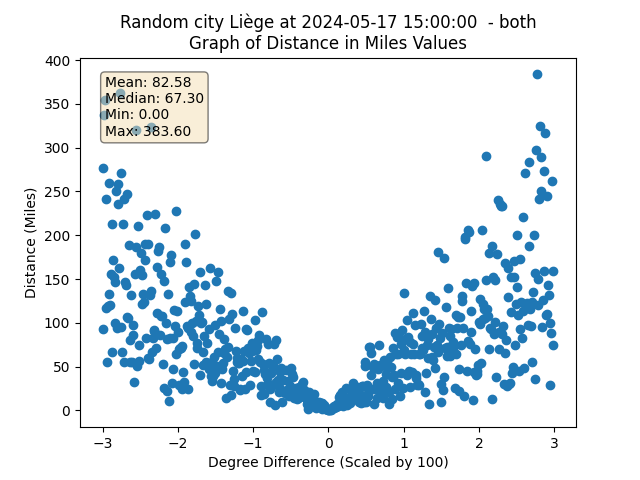 Random city Liège at 2024-05-17 15:00:00  - both
Graph of Distance in Miles Values
400
350
300
250
200
150
100
50
0
Distance (Miles)
Mean: 82.58
Median: 67.30
Min: 0.00
Max: 383.60
−3
−2
−1
0
1
2
3
Degree Difference (Scaled by 100)